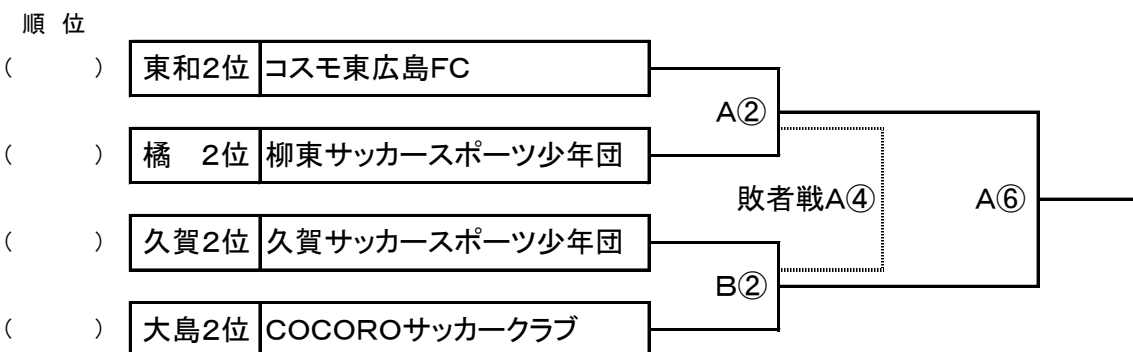 順 位
( ) 東和2位 コスモ東広島FC
A②
( ) 橘 2位 柳東サッカースポーツ少年団
敗者戦A④ A⑥
( ) 久賀2位 久賀サッカースポーツ少年団
B②
( ) 大島2位 COCOROサッカークラブ